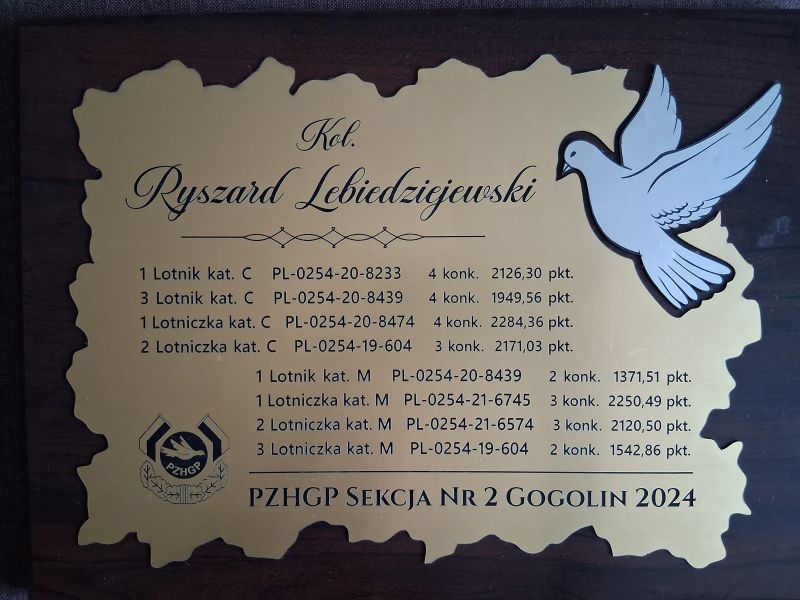 Kol.
Ryszard Lebiedziejewski
1 Lotnik kat. C PL-0254-20-8233 4 konk. 2126,30 pkt.
3 Lotnik kat. C PL-0254-20-8439 4 konk. 1949,56 pkt.
1 Lotniczka kat. C PL-0254-20-8474 4 konk. 2284,36 pkt.
2 Lotniczka kat. C PL-0254-19-604 3 konk. 2171,03 pkt.
1 Lotnik kat. M PL-0254-20-8439 2 konk. 1371,51 pkt.
1 Lotniczka kat. M PL-0254-21-6745 3 konk. 2250,49 pkt.
2 Lotniczka kat. M PL-0254-21-6574 3 konk. 2120,50 pkt.
3 Lotniczka kat. M PL-0254-19-604 2 konk. 1542,86 pkt.
PZHGP
PZHGP Sekcja Nr 2 Gogolin 2024